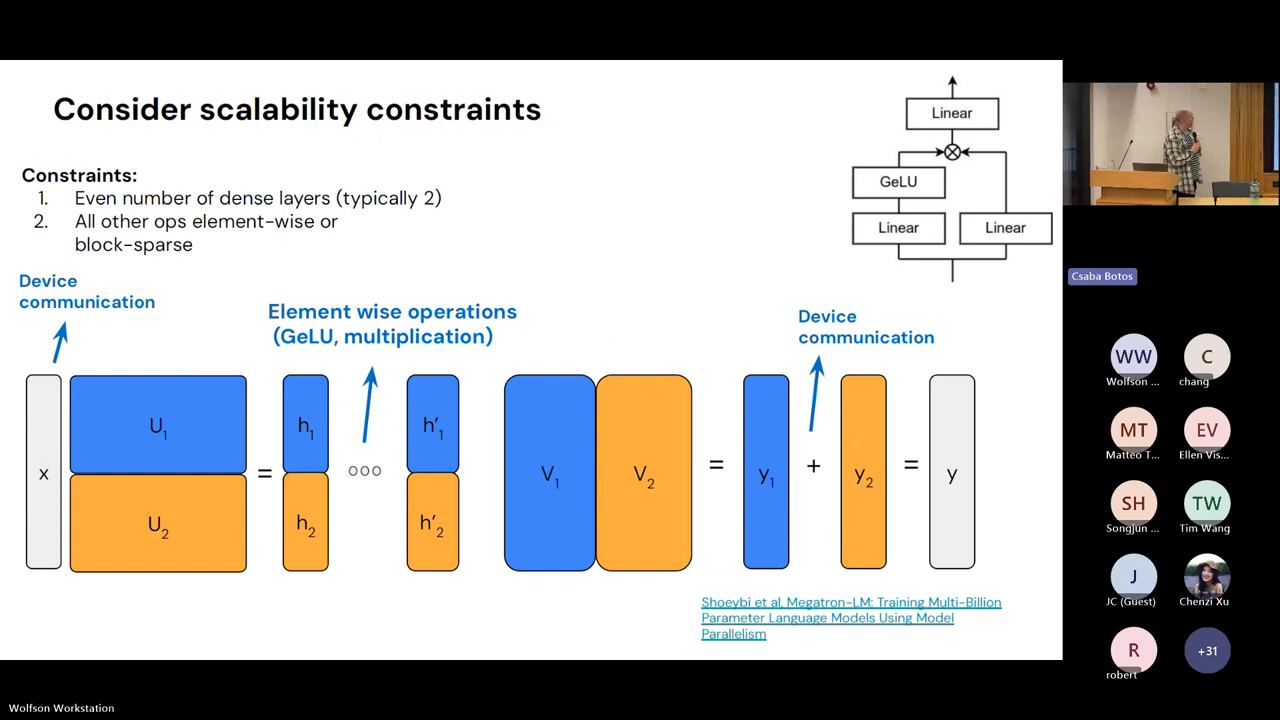 Consider scalability constraints
Constraints:
1. Even number of dense layers (typically 2)
2. All other ops element-wise or
block-sparse
Linear
GeLU
Linear
Linear
Device
communication
Element wise operations
(GeLU, multiplication)
Device
communication
x
U1
U2
=
h1
h2
h'1
h'2
V1
V2
=
y1
+
y2
=
y
Shoeybi et al, Megatron-LM: Training Multi-Billion
Parameter Language Models Using Model
Parallelism
Csaba Botos
WW
Wolfson ...
C
chang
MT
Matteo T...
EV
Ellen Vis...
SH
Songjun ...
TW
Tim Wang
J
JC (Guest)
Chenzi Xu
R
robert
+31
Wolfson Workstation